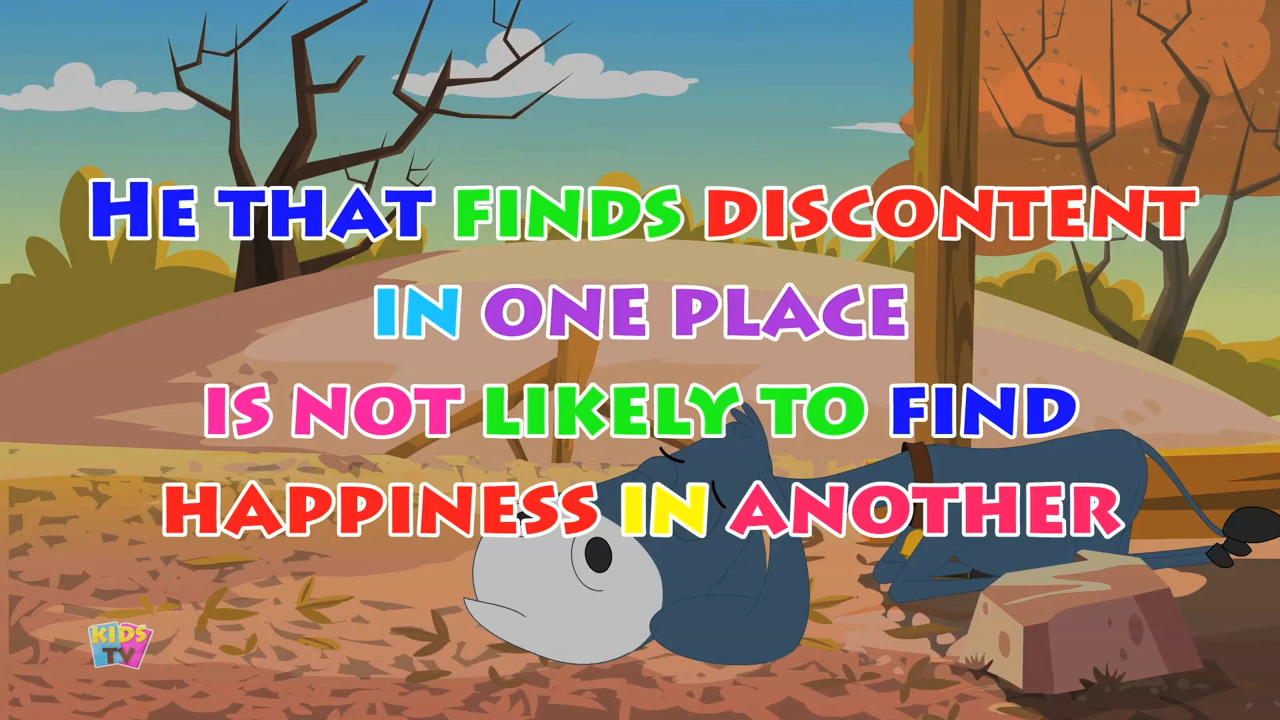 He that finds discontent
in one place
is not likely to find
happiness in another
KIDS
TV